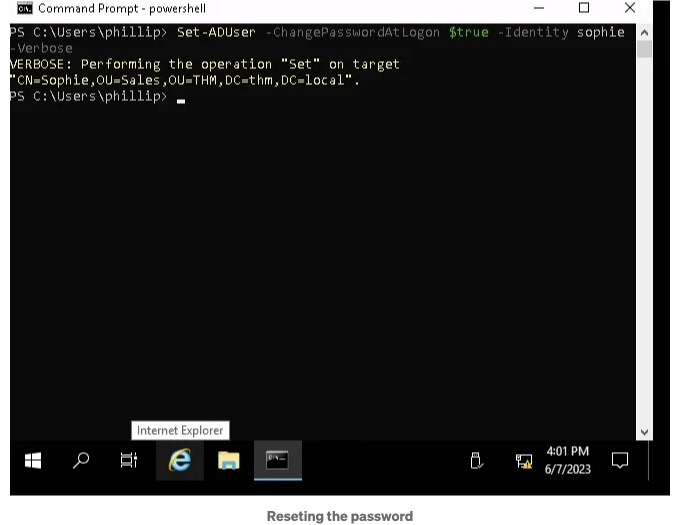 Command Prompt - powershell
PS C:\Users\phillip> Set-ADUser -ChangePasswordAtLogon $true -Identity sophie
-Verbose
VERBOSE: Performing the operation "Set" on target
"CN=Sophie,OU=Sales,OU=THM,DC=thm,DC=local".
PS C:\Users\phillip>
Internet Explorer
4:01 PM
6/7/2023
Reseting the password